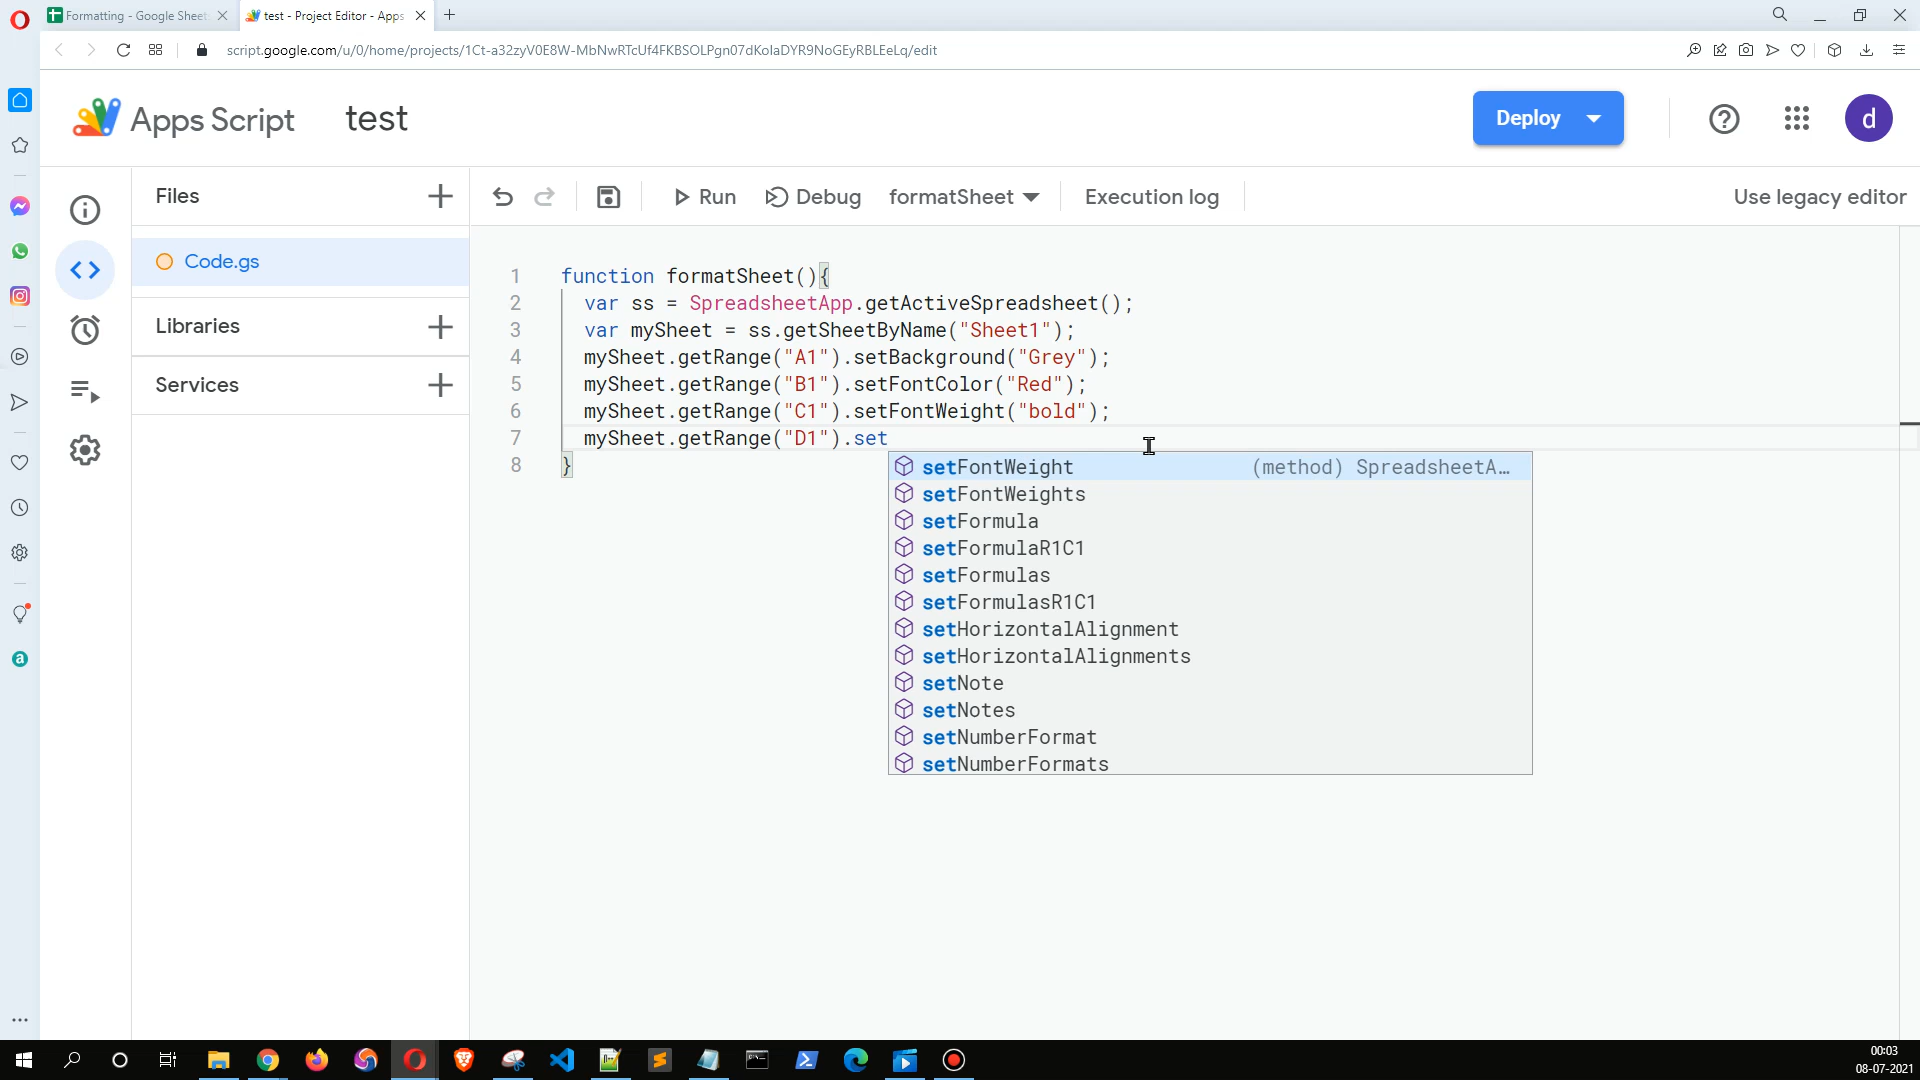 Formatting - Google Sheet
test - Project Editor - Apps
script.google.com/u/0/home/projects/1Ct-a32zyV0E8W-MbNwRTcUf4FKBSOLPgn07dKolaDYR9NoGEyRBLEeLq/edit
Apps Script
test
Deploy
d
Files
Run
Debug
formatSheet
Execution log
Use legacy editor
Code.gs
Libraries
Services
1 function formatSheet(){
2 var ss = SpreadsheetApp.getActiveSpreadsheet();
3 var mySheet = ss.getSheetByName("Sheet1");
4 mySheet.getRange("A1").setBackground("Grey");
5 mySheet.getRange("B1").setFontColor("Red");
6 mySheet.getRange("C1").setFontWeight("bold");
7 mySheet.getRange("D1").set
8 }
setFontWeight (method) SpreadsheetA…
setFontWeights
setFormula
setFormulaR1C1
setFormulas
setFormulasR1C1
setHorizontalAlignment
setHorizontalAlignments
setNote
setNotes
setNumberFormat
setNumberFormats
a
00:03
08-07-2021